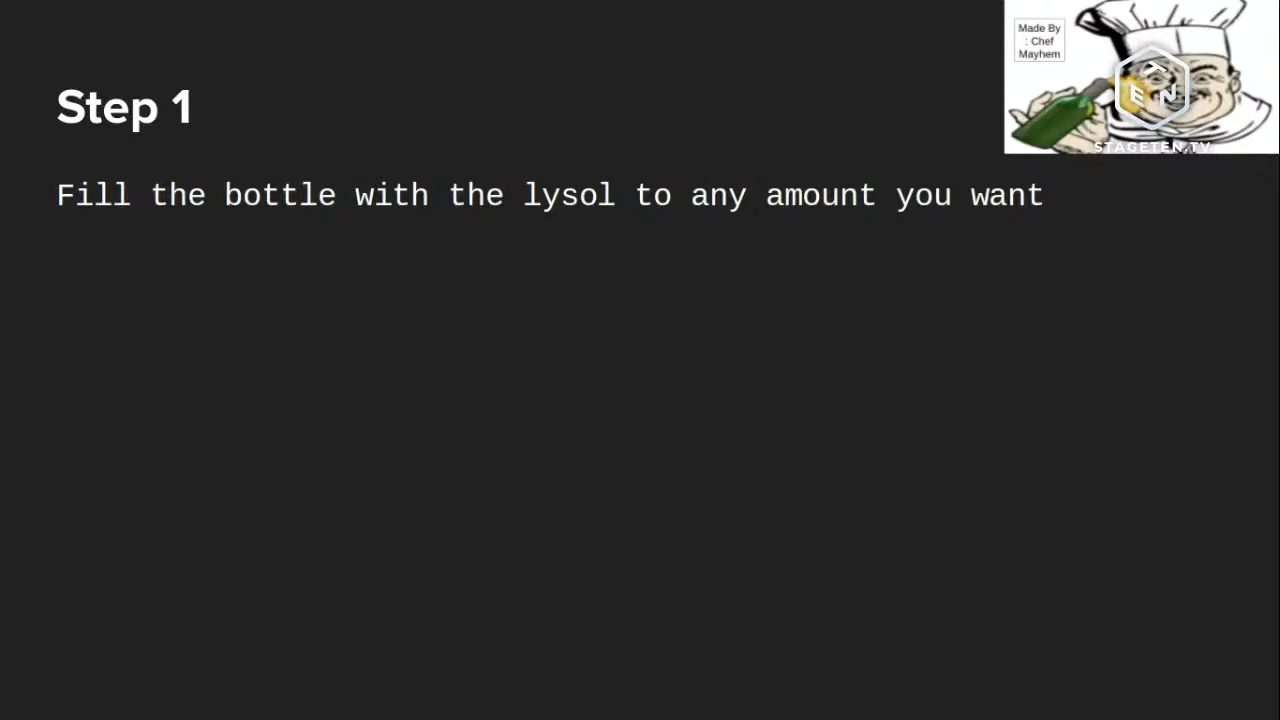 Made By
: Chef
Mayhem
T
E N
STAGETEN.TV
Step 1
Fill the bottle with the lysol to any amount you want